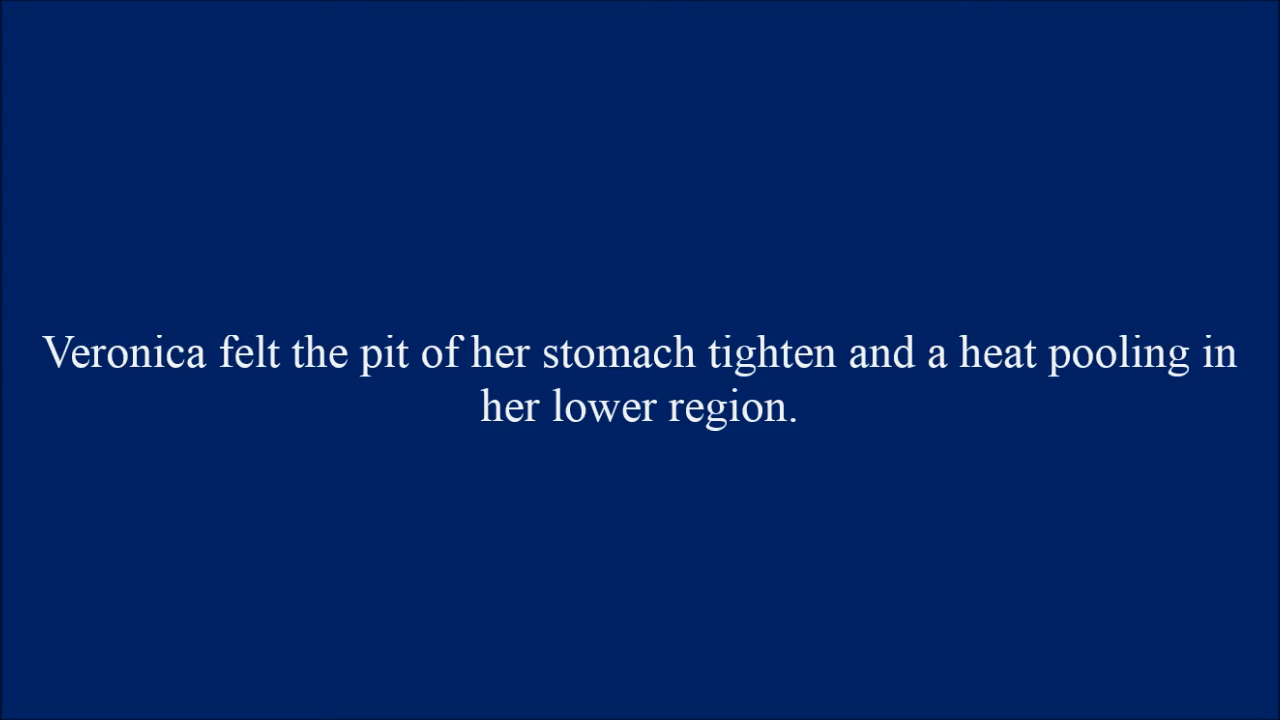 Veronica felt the pit of her stomach tighten and a heat pooling in
her lower region.